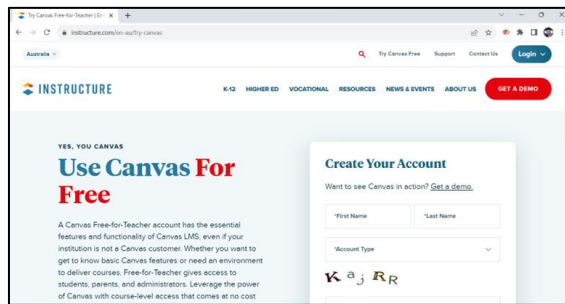 Try Canvas Free-for-Teacher | En
instructure.com/en-au/try-canvas
Australia
Try Canvas Free Support Contact Us Login
INSTRUCTURE
K-12 HIGHER ED VOCATIONAL RESOURCES NEWS & EVENTS ABOUT US GET A DEMO
YES, YOU CANVAS
Use Canvas For
Free
A Canvas Free-for-Teacher account has the essential
features and functionality of Canvas LMS, even if your
institution is not a Canvas customer. Whether you want to
get to know basic Canvas features or need an environment
to deliver courses, Free-for-Teacher gives access to
students, parents, and administrators. Leverage the power
of Canvas with course-level access that comes at no cost
Create Your Account
Want to see Canvas in action? Get a demo.
*First Name *Last Name
*Account Type
K a j R R